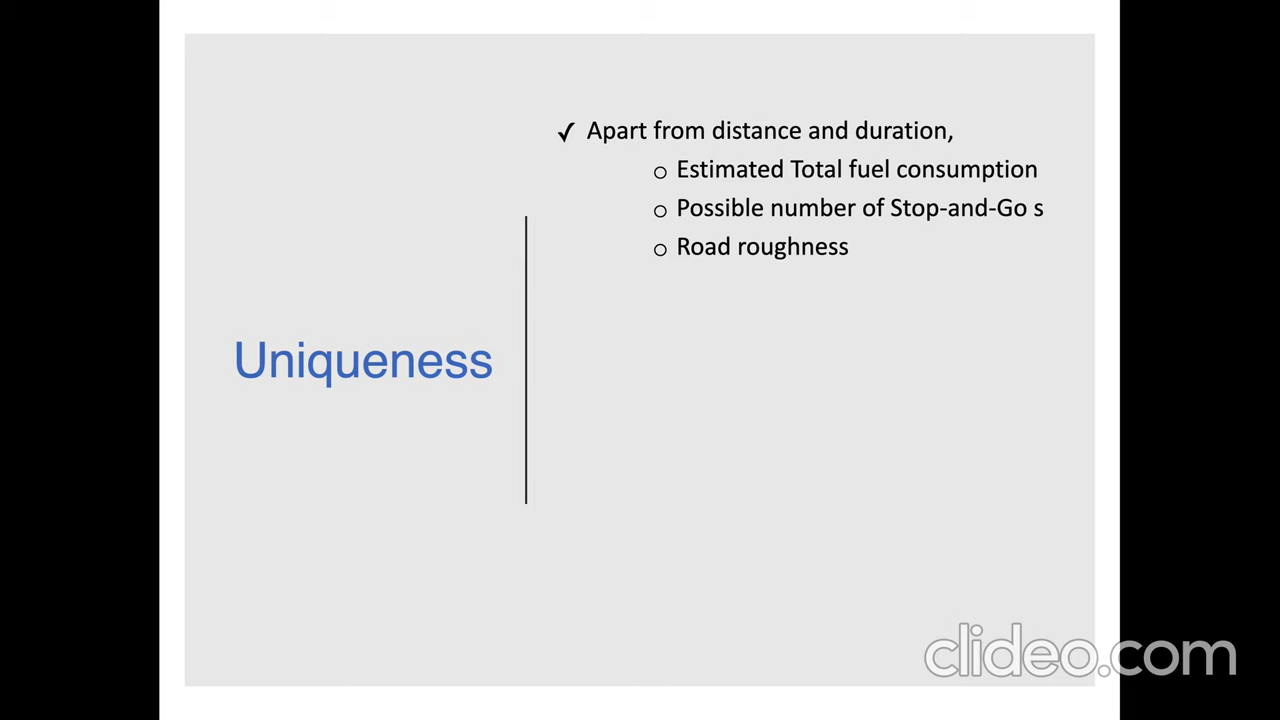 Uniqueness
✓ Apart from distance and duration,
o Estimated Total fuel consumption
o Possible number of Stop-and-Go s
o Road roughness
clideo.com